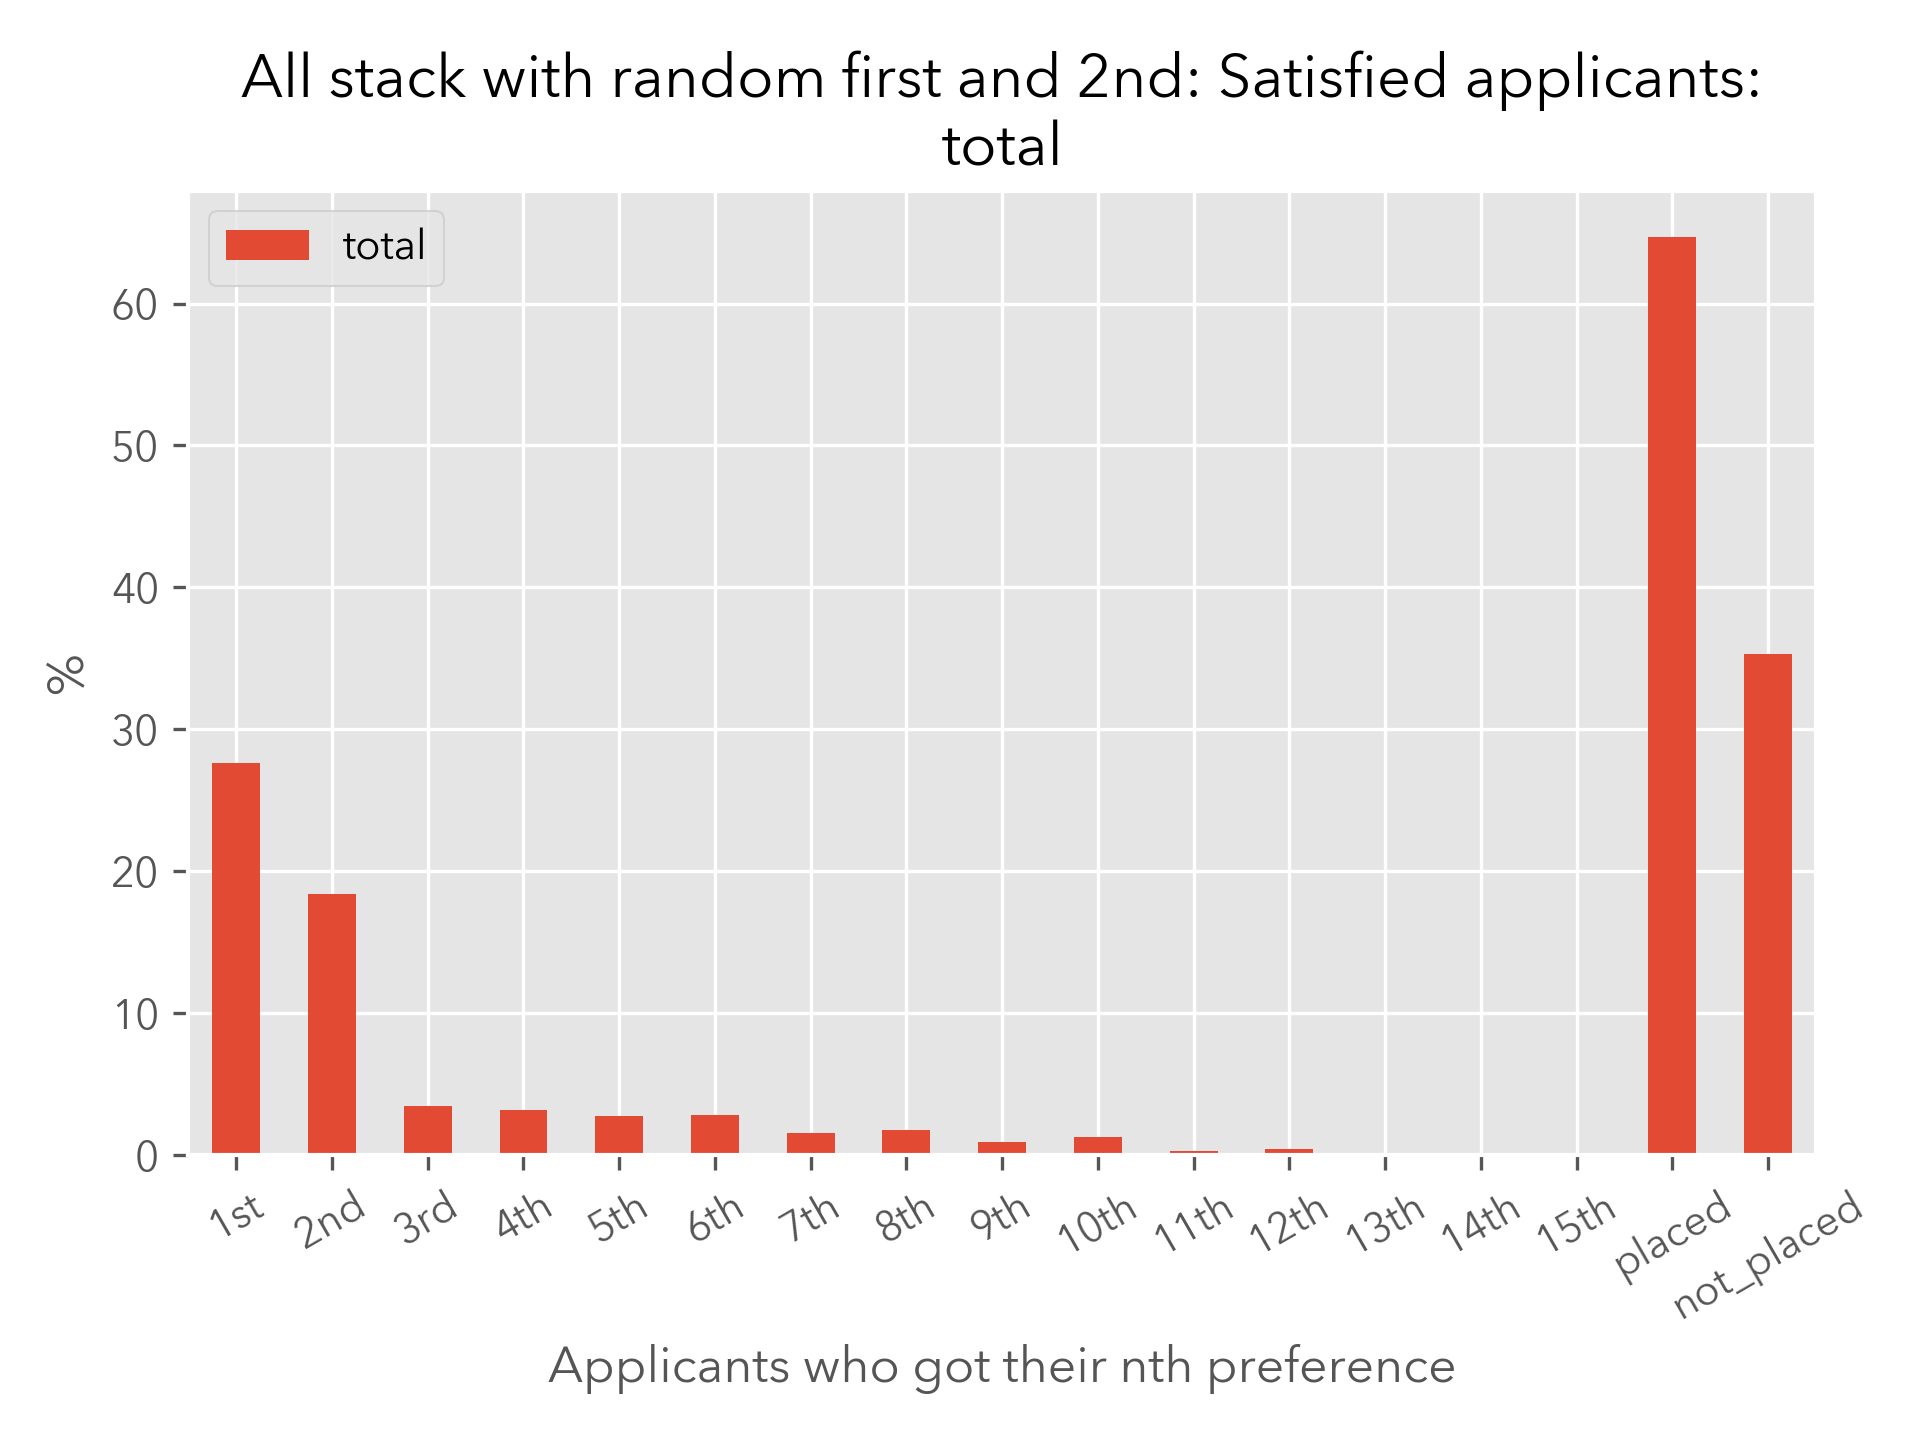 All stack with random first and 2nd: Satisfied applicants:
total
total
60
50
40
30
20
10
0
%
1st 2nd 3rd 4th 5th 6th 7th 8th 9th 10th 11th 12th 13th 14th 15th placed not_placed
Applicants who got their nth preference